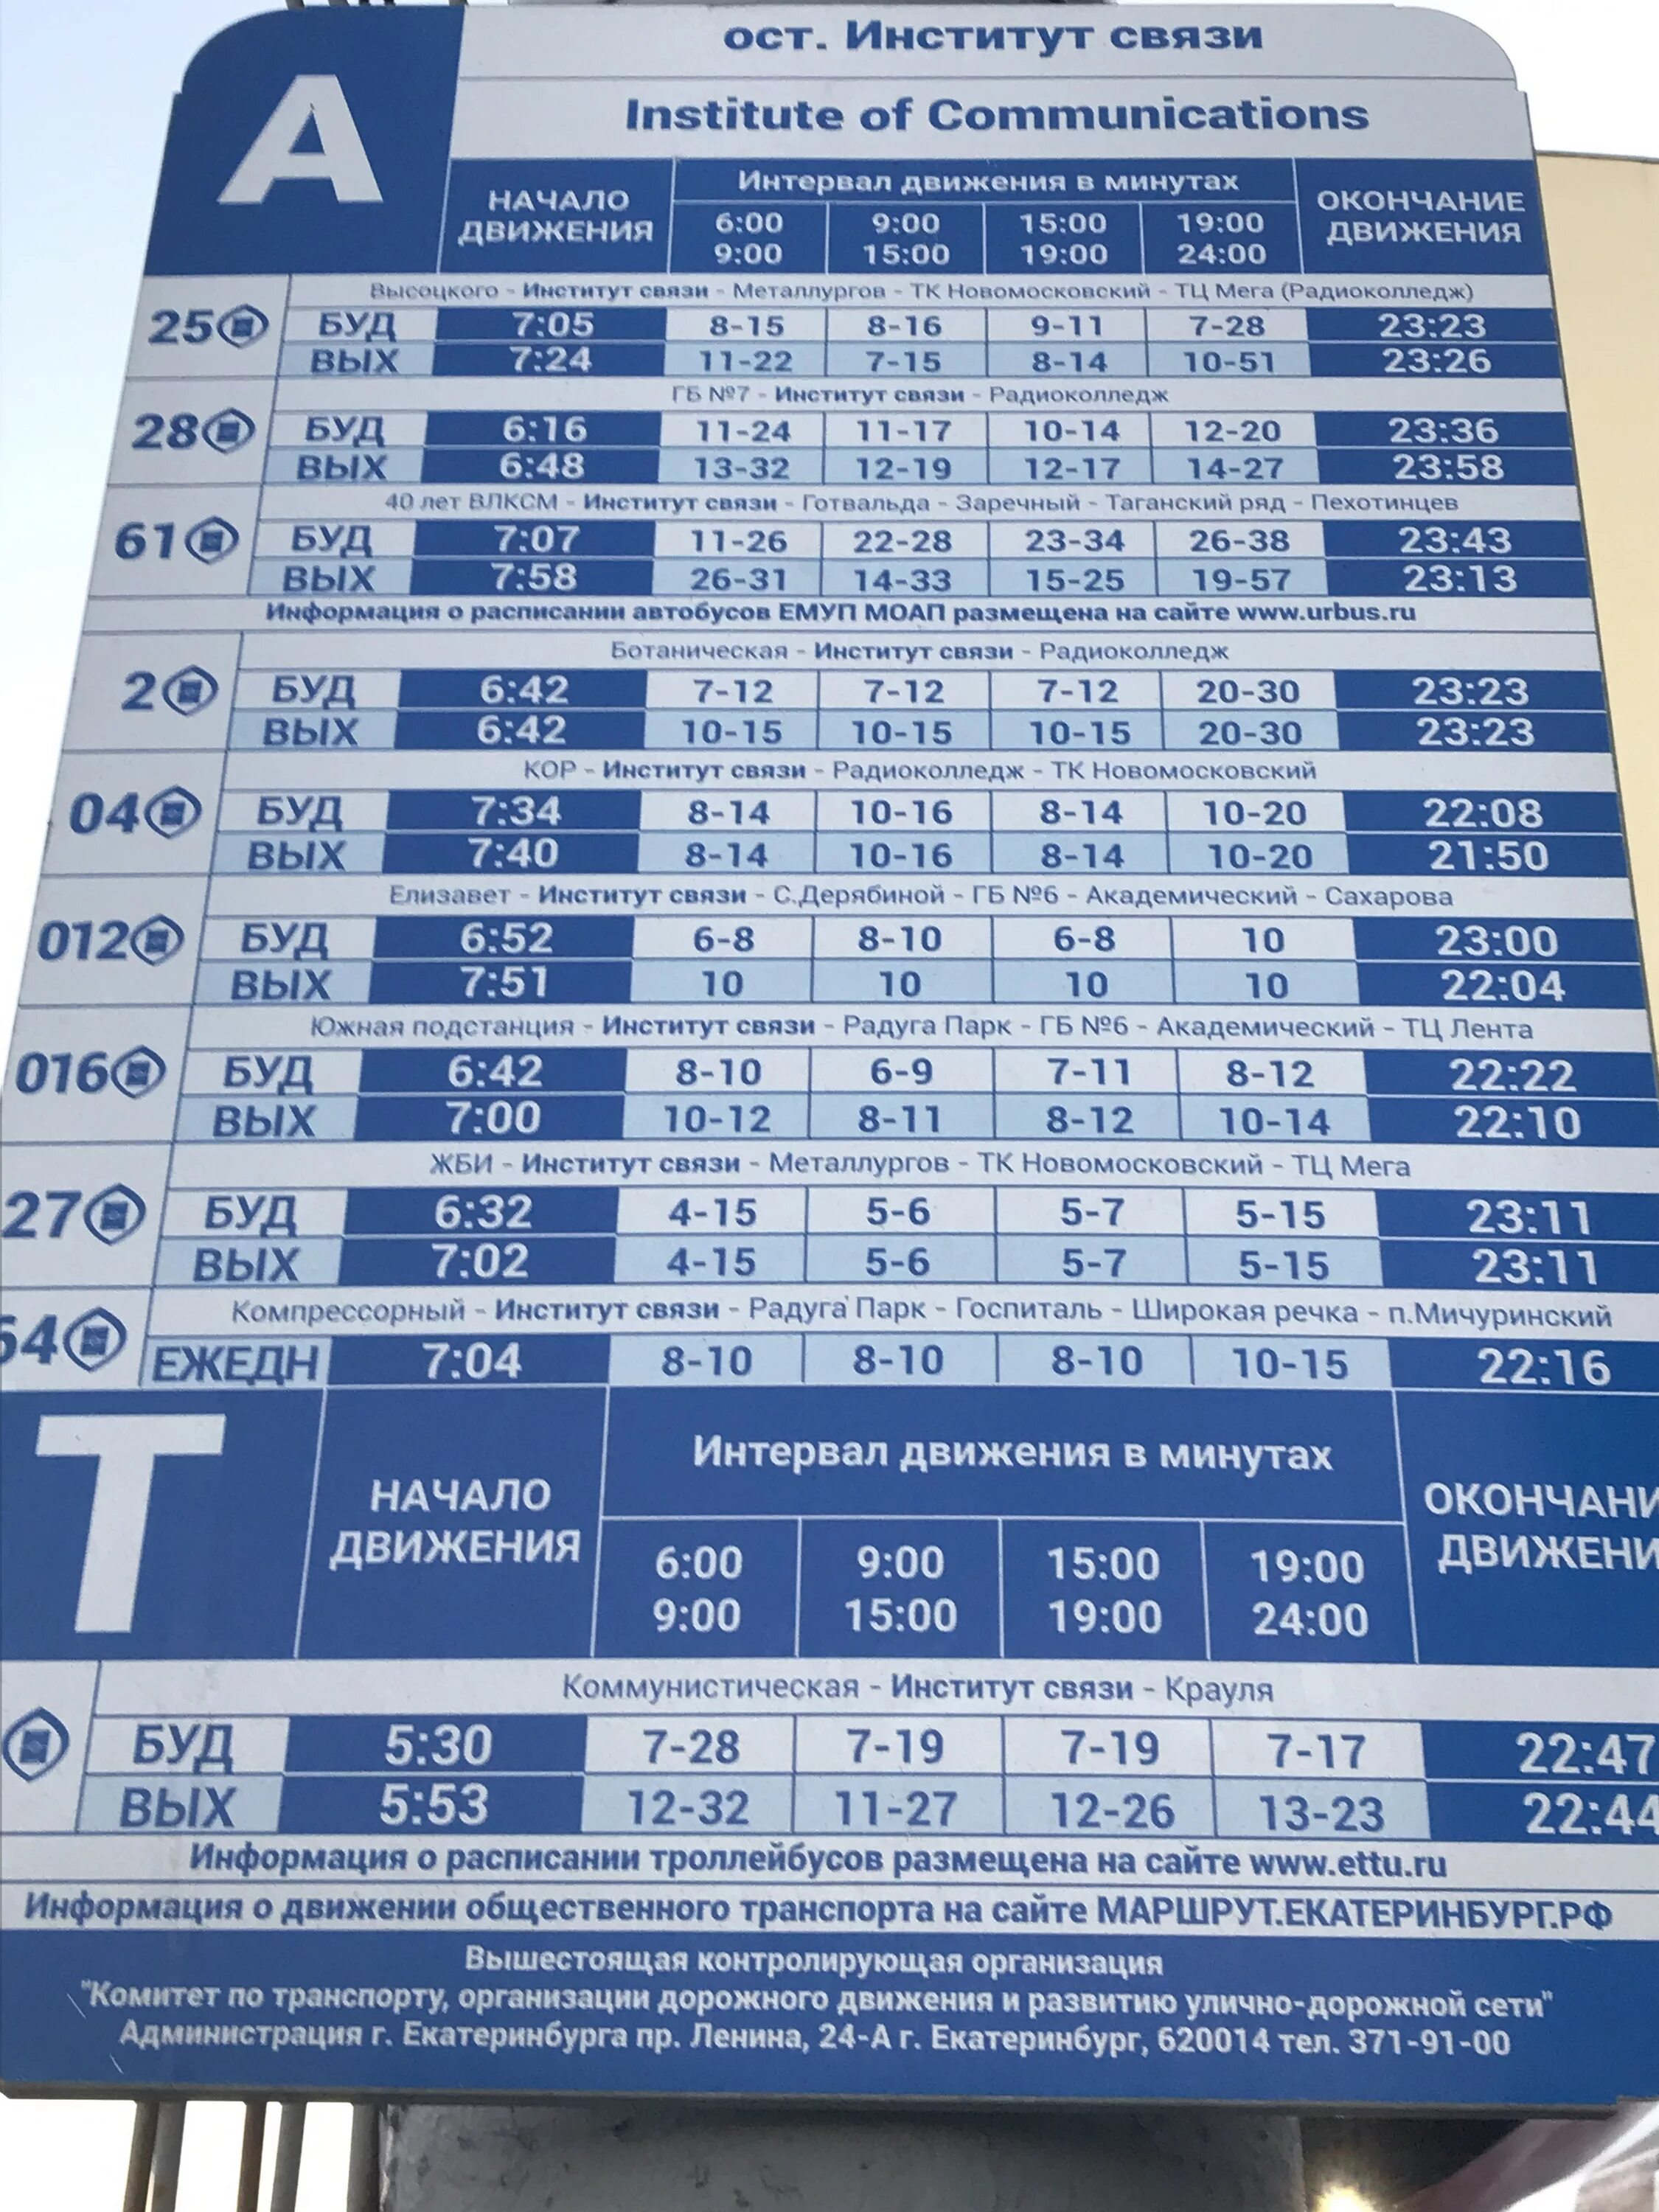 А
ост. Институт связи
Institute of Communications
НАЧАЛО ДВИЖЕНИЯ
Интервал движения в минутах
6:00 9:00 15:00 19:00
9:00 15:00 19:00 24:00
ОКОНЧАНИЕ ДВИЖЕНИЯ
Высоцкого - Институт связи - Металлургов - ТК Новомосковский - ТЦ Мега (Радиоколледж)
25 БУД 7:05 8-15 8-16 9-11 7-28 23:23
ВЫХ 7:24 11-22 7-15 8-14 10-51 23:26
ГБ №7 - Институт связи - Радиоколледж
28 БУД 6:16 11-24 11-17 10-14 12-20 23:36
ВЫХ 6:48 13-32 12-19 12-17 14-27 23:58
40 лет ВЛКСМ - Институт связи - Готвальда - Заречный - Таганский ряд - Пехотинцев
61 БУД 7:07 11-26 22-28 23-34 26-38 23:43
ВЫХ 7:58 26-31 14-33 15-25 19-57 23:13
Информация о расписании автобусов ЕМУП МОАП размещена на сайте www.urbus.ru
Ботаническая - Институт связи - Радиоколледж
2 БУД 6:42 7-12 7-12 7-12 20-30 23:23
ВЫХ 6:42 10-15 10-15 10-15 20-30 23:23
КОР - Институт связи - Радиоколледж - ТК Новомосковский
04 БУД 7:34 8-14 10-16 8-14 10-20 22:08
ВЫХ 7:40 8-14 10-16 8-14 10-20 21:50
Елизавет - Институт связи - С.Дерябиной - ГБ №6 - Академический - Сахарова
012 БУД 6:52 6-8 8-10 6-8 10 23:00
ВЫХ 7:51 10 10 10 10 22:04
Южная подстанция - Институт связи - Радуга Парк - ГБ №6 - Академический - ТЦ Лента
016 БУД 6:42 8-10 6-9 7-11 8-12 22:22
ВЫХ 7:00 10-12 8-11 8-12 10-14 22:10
ЖБИ - Институт связи - Металлургов - ТК Новомосковский - ТЦ Мега
27 БУД 6:32 4-15 5-6 5-7 5-15 23:11
ВЫХ 7:02 4-15 5-6 5-7 5-15 23:11
Компрессорный - Институт связи - Радуга Парк - Госпиталь - Широкая речка - п.Мичуринский
ЕЖЕДН 7:04 8-10 8-10 8-10 10-15 22:16
Т
НАЧАЛО ДВИЖЕНИЯ
Интервал движения в минутах
6:00 9:00 15:00 19:00
9:00 15:00 19:00 24:00
ОКОНЧАНИ
ДВИЖЕНИ
Коммунистическая - Институт связи - Крауля
БУД 5:30 7-28 7-19 7-19 7-17 22:47
ВЫХ 5:53 12-32 11-27 12-26 13-23 22:44
Информация о расписании троллейбусов размещена на сайте www.ettu.ru
Информация о движении общественного транспорта на сайте МАРШРУТ.ЕКАТЕРИНБУРГ.РФ
Вышестоящая контролирующая организация
"Комитет по транспорту, организации дорожного движения и развитию улично-дорожной сети"
Администрация г. Екатеринбурга пр. Ленина, 24-А г. Екатеринбург, 620014 тел. 371-91-00